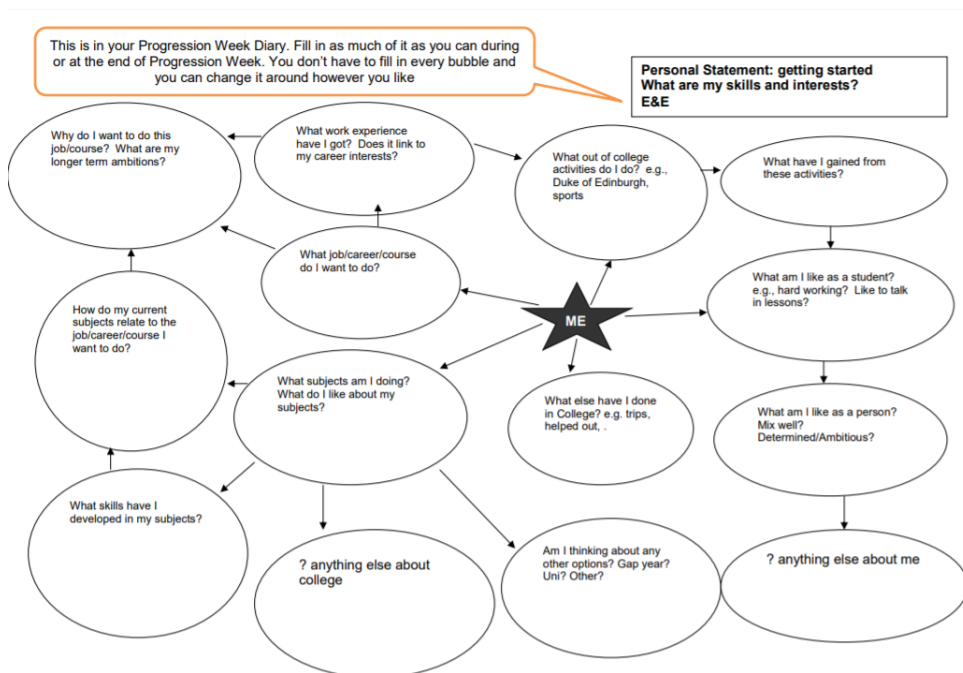 This is in your Progression Week Diary. Fill in as much of it as you can during
or at the end of Progression Week. You don't have to fill in every bubble and
you can change it around however you like
Personal Statement: getting started
What are my skills and interests?
E&E
Why do I want to do this
job/course? What are my
longer term ambitions?
What work experience
have I got? Does it link to
my career interests?
What out of college
activities do I do? e.g.,
Duke of Edinburgh,
sports
What have I gained from
these activities?
What job/career/course
do I want to do?
What am I like as a student?
e.g., hard working? Like to talk
in lessons?
ME
How do my current
subjects relate to the
job/career/course I
want to do?
What subjects am I doing?
What do I like about my
subjects?
What else have I done
in College? e.g. trips,
helped out, .
What am I like as a person?
Mix well?
Determined/Ambitious?
What skills have I
developed in my subjects?
? anything else about
college
Am I thinking about any
other options? Gap year?
Uni? Other?
? anything else about me